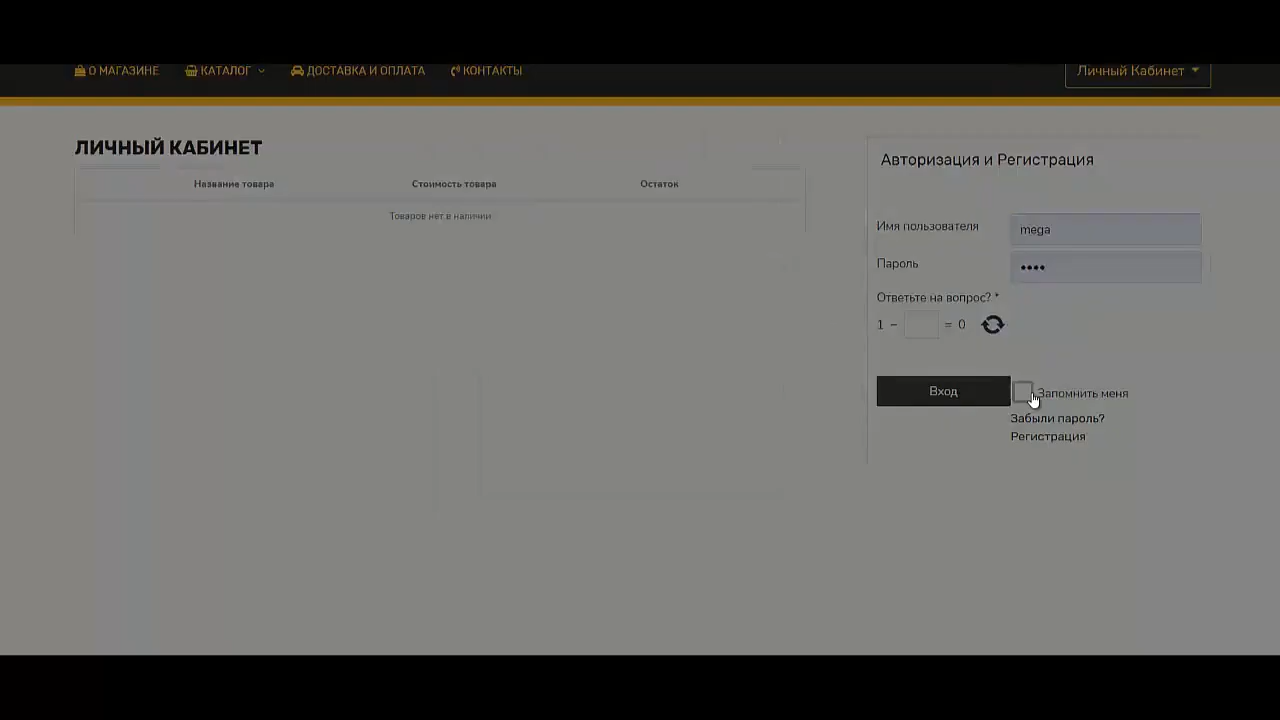 О МАГАЗИНЕ КАТАЛОГ ДОСТАВКА И ОПЛАТА КОНТАКТЫ Личный Кабинет
ЛИЧНЫЙ КАБИНЕТ
Название товара Стоимость товара Остаток
Товаров нет в наличии
Авторизация и Регистрация
Имя пользователя mega
Пароль ••••
Ответьте на вопрос? *
1 − = 0
Вход Запомнить меня
Забыли пароль?
Регистрация